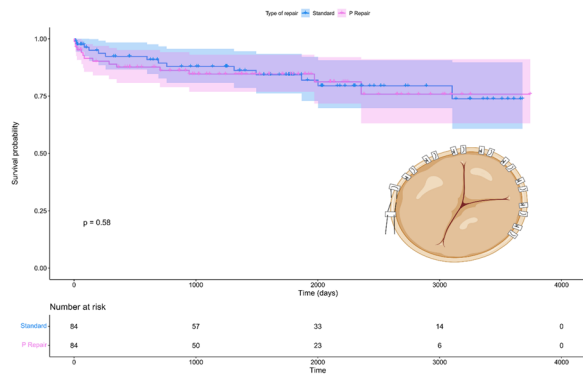 Type of repair Standard P Repair
1.00
0.75
Survival probability
0.50
0.25
p = 0.58
0.00
0 1000 2000 3000 4000
Time (days)
Number at risk
Standard 84 57 33 14 0
P Repair 84 50 23 6 0
0 1000 2000 3000 4000
Time